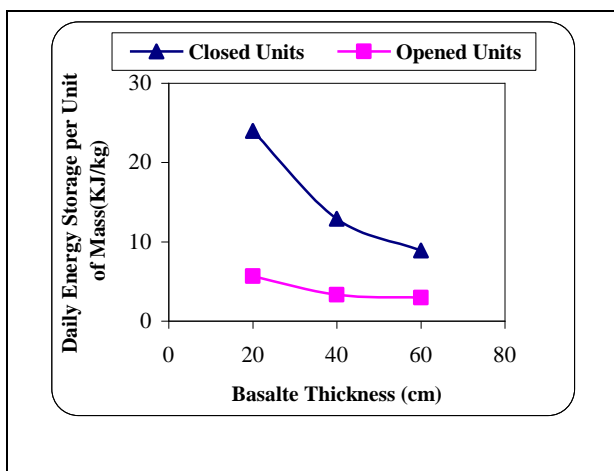 Closed Units
Opened Units
Daily Energy Storage per Unit
of Mass(KJ/kg)
30
20
10
0
0
20
40
60
80
Basalte Thickness (cm)